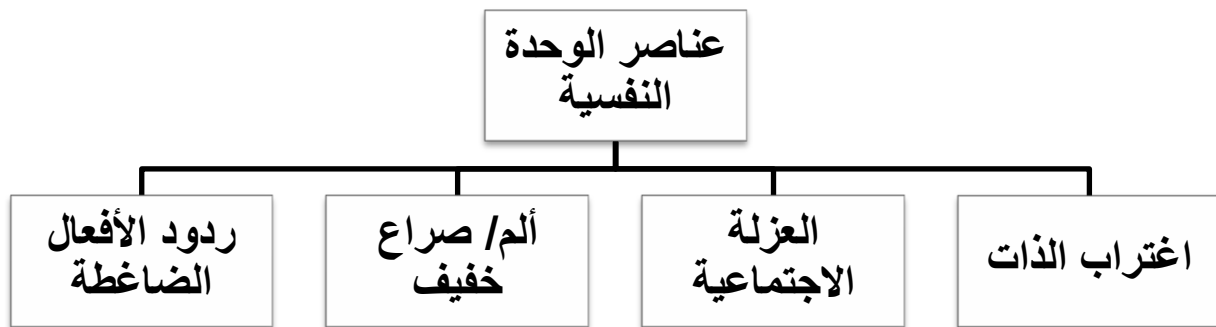 عناصر الوحدة
النفسية
اغتراب الذات
العزلة
الاجتماعية
ألم/ صراع
خفيف
ردود الأفعال
الضاغطة